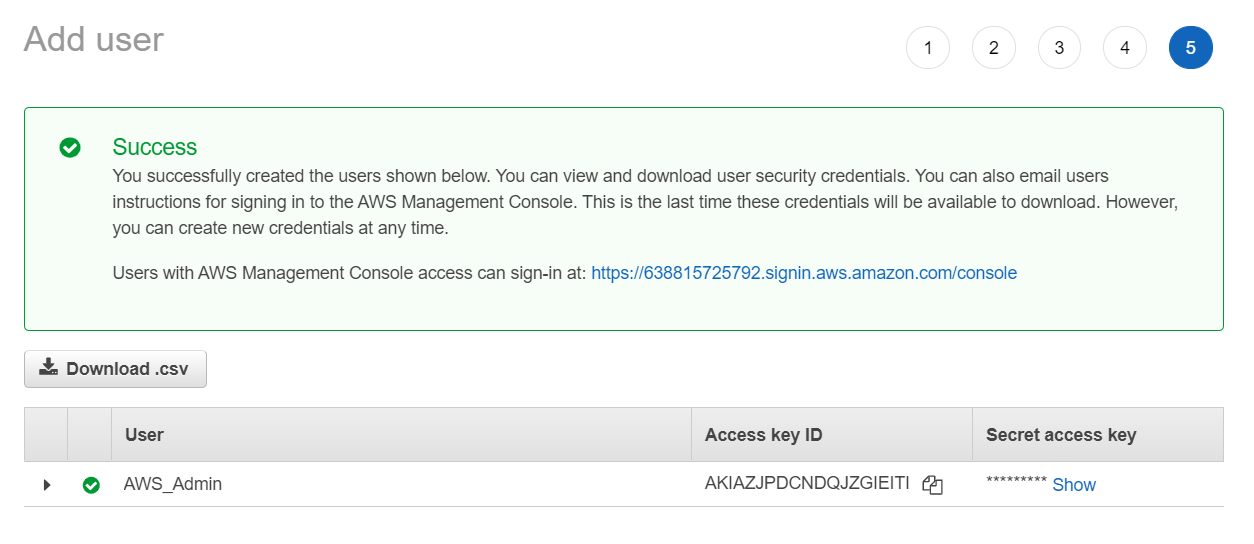 Add user
1 2 3 4 5
Success
You successfully created the users shown below. You can view and download user security credentials. You can also email users
instructions for signing in to the AWS Management Console. This is the last time these credentials will be available to download. However,
you can create new credentials at any time.
Users with AWS Management Console access can sign-in at: https://638815725792.signin.aws.amazon.com/console
Download .csv
User Access key ID Secret access key
AWS_Admin AKIAZJPDCNDQJZGIEITI ********* Show